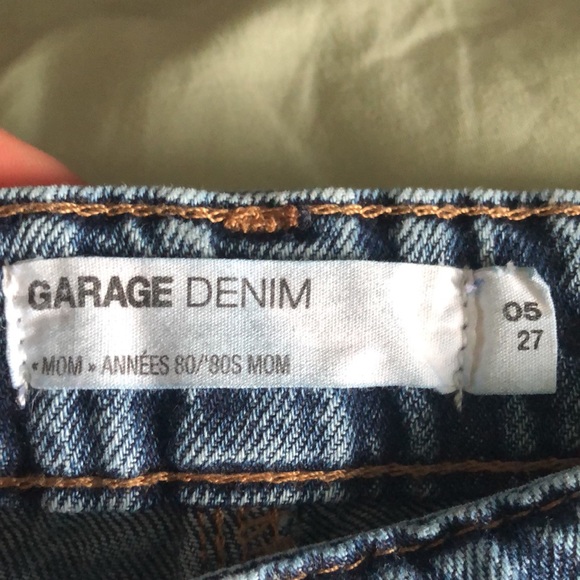 GARAGE DENIM
« MOM » ANNÉES 80/'80S MOM
05
27